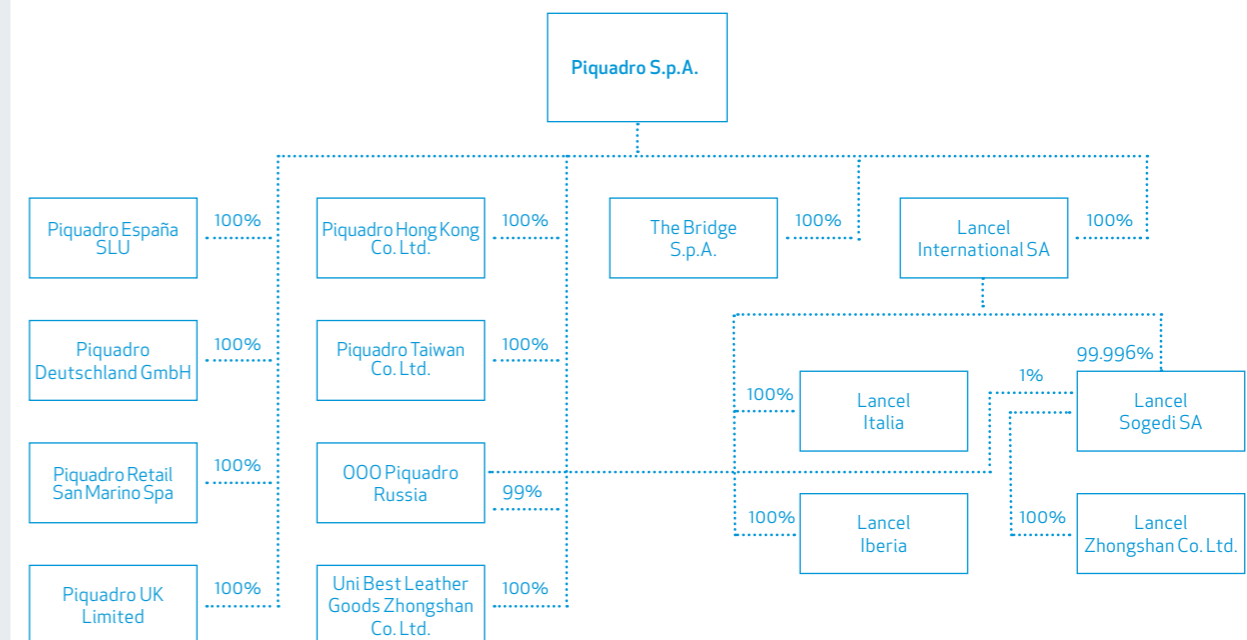 Piquadro S.p.A.
Piquadro España
SLU
100%
Piquadro Hong Kong
Co. Ltd.
100%
The Bridge
S.p.A.
100%
Lancel
International SA
100%
Piquadro
Deutschland GmbH
100%
Piquadro Taiwan
Co. Ltd.
100%
99.996%
1%
100%
Lancel
Italia
Lancel
Sogedi SA
Piquadro Retail
San Marino Spa
100%
OOO Piquadro
Russia
99%
100%
Lancel
Iberia
100%
Lancel
Zhongshan Co. Ltd.
Piquadro UK
Limited
100%
Uni Best Leather
Goods Zhongshan
Co. Ltd.
100%